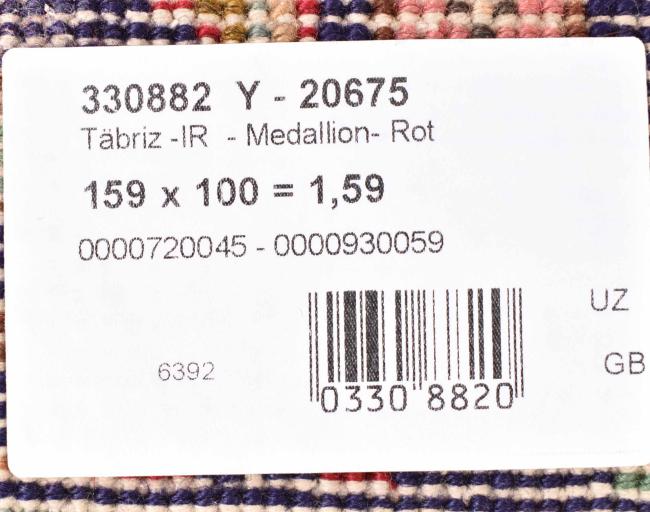 330882 Y - 20675
Täbriz -IR - Medallion- Rot
159 x 100 = 1,59
0000720045 - 0000930059
UZ
6392
GB
0330 8820